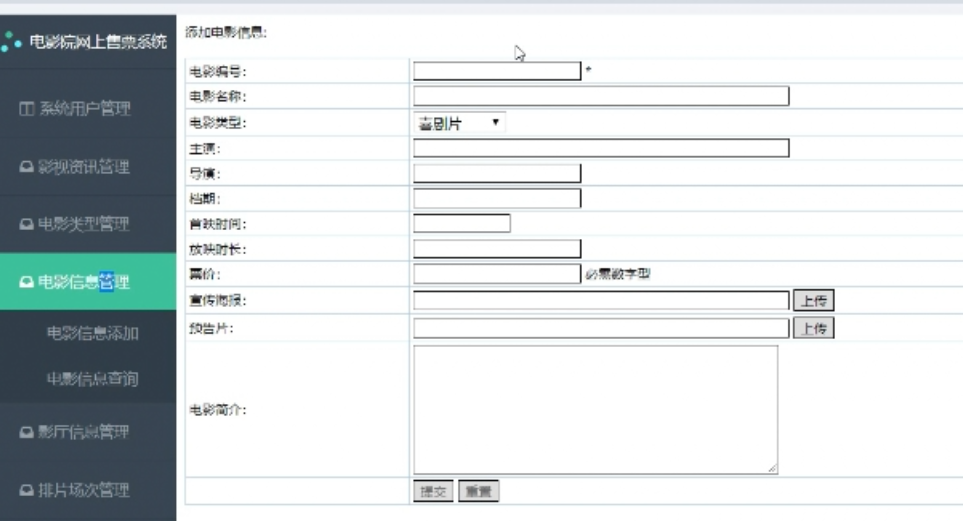 电影院网上售票系统
系统用户管理
影视资讯管理
电影类型管理
电影信息管理
电影信息添加
电影信息查询
影厅信息管理
排片场次管理
添加电影信息:
电影编号: *
电影名称:
电影类型: 喜剧片
主演:
导演:
档期:
首映时间:
放映时长:
票价: 必需数字型
宣传海报: 上传
预告片: 上传
电影简介:
提交 重置